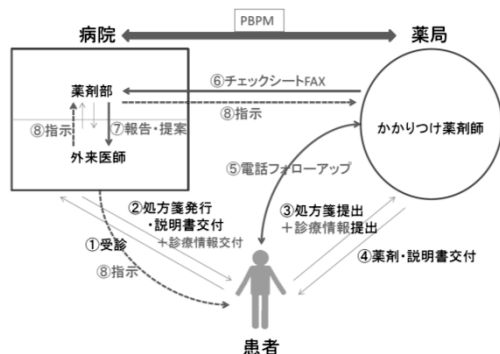 PBPM
病院
薬局
⑥チェックシートFAX
薬剤部
⑧指示
⑧指示
⑦報告・提案
かかりつけ薬剤師
外来医師
⑤電話フォローアップ
②処方箋発行
・説明書交付
＋診療情報交付
③処方箋提出
＋診療情報提出
①受診
④薬剤・説明書交付
⑧指示
患者